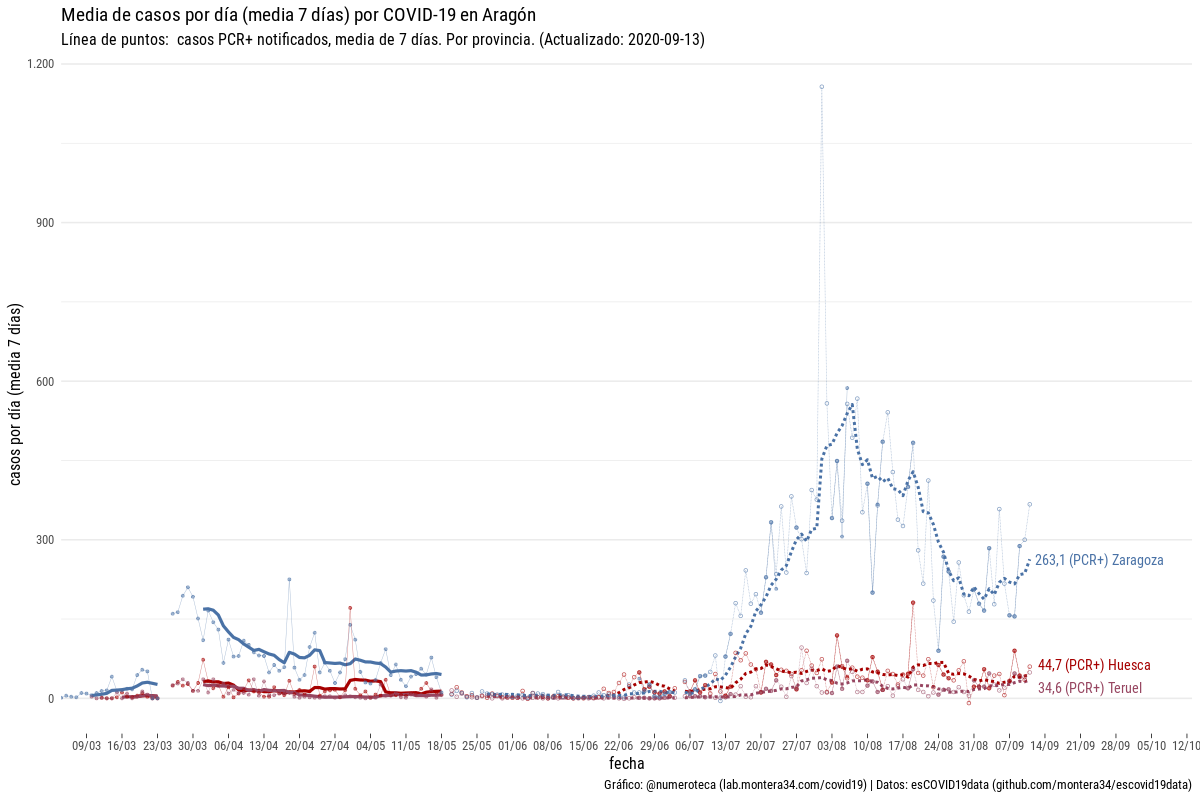 Media de casos por día (media 7 días) por COVID-19 en Aragón
Línea de puntos:  casos PCR+ notificados, media de 7 días. Por provincia. (Actualizado: 2020-09-13)
1.200
900
600
300
0
casos por día (media 7 días)
263,1 (PCR+) Zaragoza
44,7 (PCR+) Huesca
34,6 (PCR+) Teruel
09/03 16/03 23/03 30/03 06/04 13/04 20/04 27/04 04/05 11/05 18/05 25/05 01/06 08/06 15/06 22/06 29/06 06/07 13/07 20/07 27/07 03/08 10/08 17/08 24/08 31/08 07/09 14/09 21/09 28/09 05/10 12/10
fecha
Gráfico: @numeroteca (lab.montera34.com/covid19) | Datos: esCOVID19data (github.com/montera34/escovid19data)